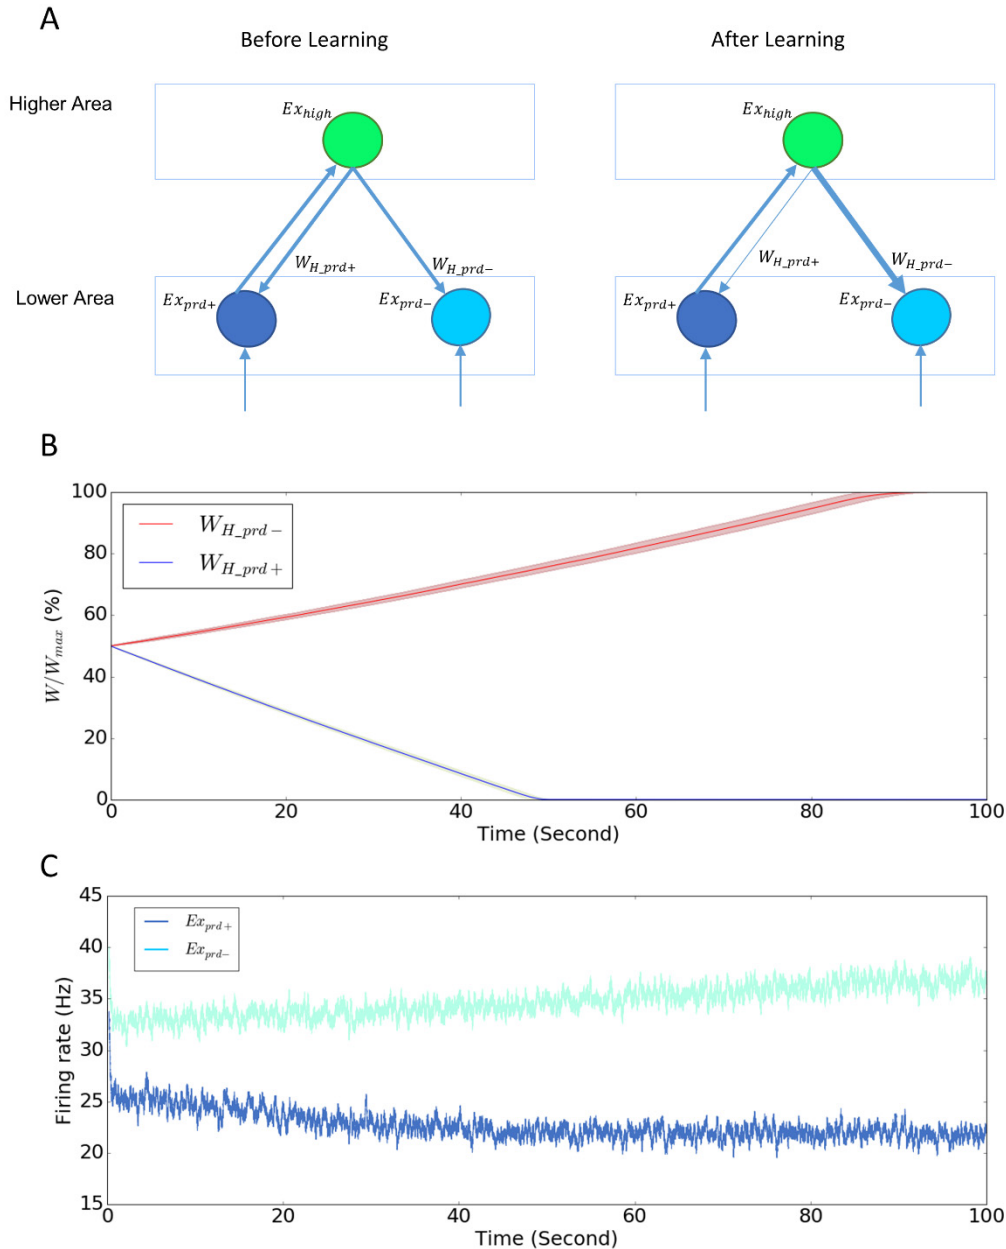 A
Before Learning
After Learning
Higher Area
Ex_high
Ex_high
W_H_prd+
W_H_prd-
W_H_prd+
W_H_prd-
Lower Area
Ex_prd+
Ex_prd-
Ex_prd+
Ex_prd-
B
100
80
60
40
20
0
W/W_max (%)
W_H_prd-
W_H_prd+
0 20 40 60 80 100
Time (Second)
C
45
40
35
30
25
20
15
Firing rate (Hz)
Ex_prd+
Ex_prd-
0 20 40 60 80 100
Time (Second)